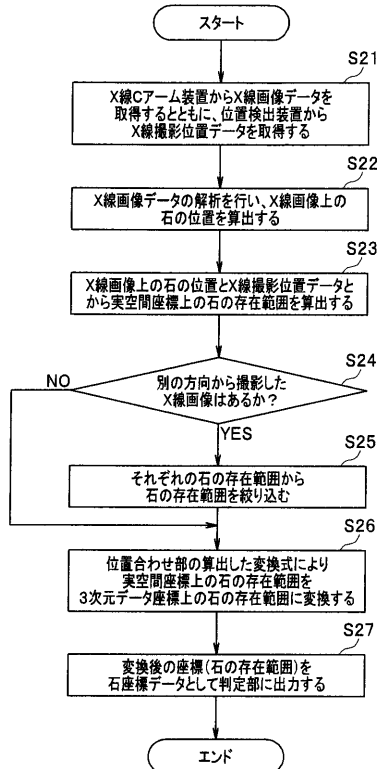 スタート
S21
X線Cアーム装置からX線画像データを
取得するとともに、位置検出装置から
X線撮影位置データを取得する
S22
X線画像データの解析を行い、X線画像上の
石の位置を算出する
S23
X線画像上の石の位置とX線撮影位置データと
から実空間座標上の石の存在範囲を算出する
S24
別の方向から撮影した
X線画像はあるか?
NO
YES
S25
それぞれの石の存在範囲から
石の存在範囲を絞り込む
S26
位置合わせ部の算出した変換式により
実空間座標上の石の存在範囲を
3次元データ座標上の石の存在範囲に変換する
S27
変換後の座標(石の存在範囲)を
石座標データとして判定部に出力する
エンド